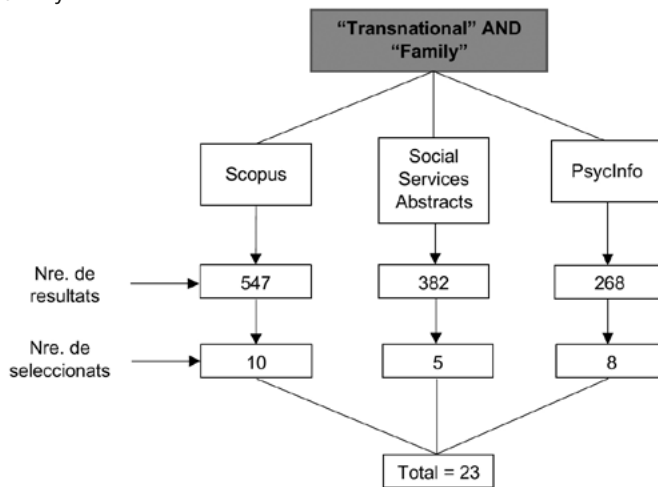 “Transnational” AND
“Family”
Scopus
Social
Services
Abstracts
PsycInfo
Nre. de
resultats
547
382
268
Nre. de
seleccionats
10
5
8
Total = 23